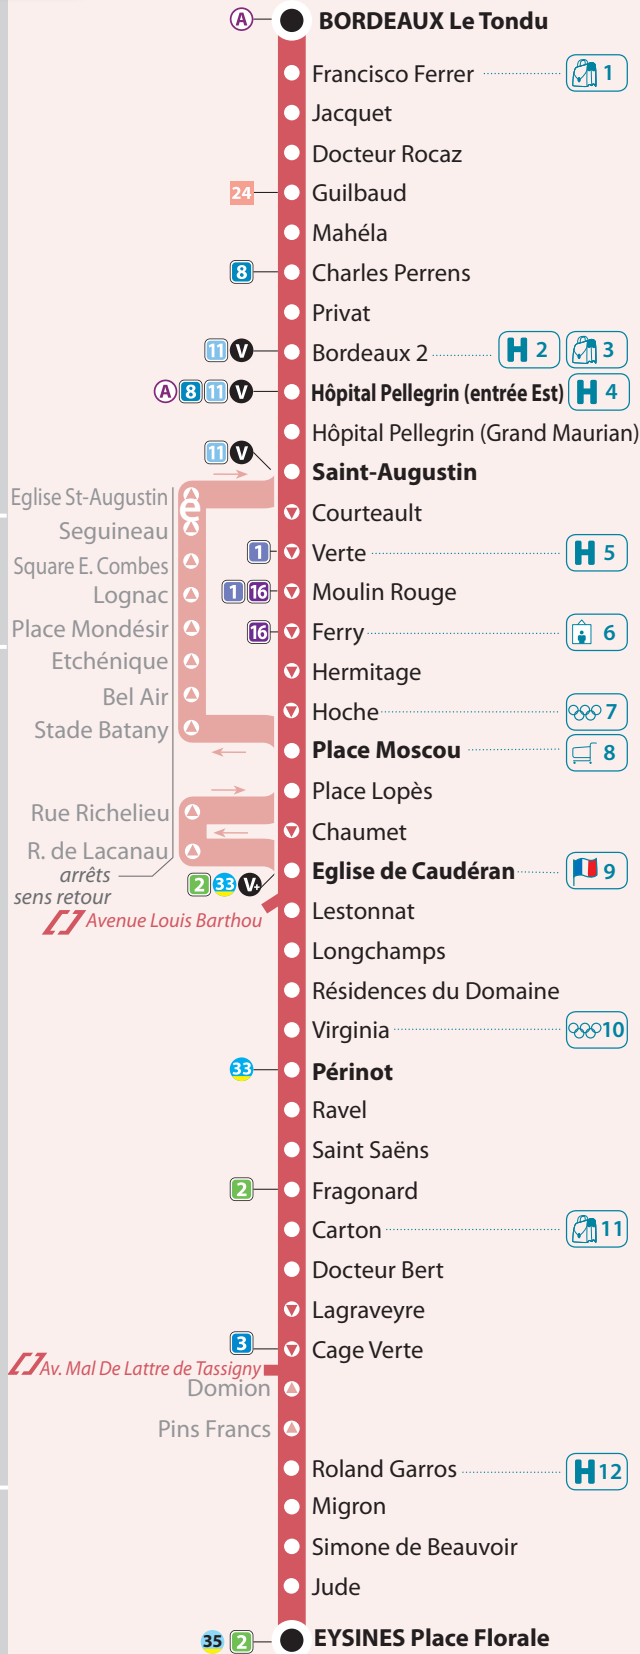 A
BORDEAUX Le Tondu
Francisco Ferrer 1
Jacquet
Docteur Rocaz
24 Guilbaud
Mahéla
8 Charles Perrens
Privat
11 V Bordeaux 2 H 2 3
A 8 11 V Hôpital Pellegrin (entrée Est) H 4
Hôpital Pellegrin (Grand Maurian)
11 V Saint-Augustin
Eglise St-Augustin
e
Courteault
Seguineau
1 Verte H 5
Square E. Combes
Lognac
1 16 Moulin Rouge
Place Mondésir
16 Ferry 6
Etchénique
Hermitage
Bel Air
Hoche 7
Stade Batany
Place Moscou 8
Place Lopès
Rue Richelieu
Chaumet
R. de Lacanau
arrêts
sens retour
2 33 V+ Eglise de Caudéran 9
Avenue Louis Barthou
Lestonnat
Longchamps
Résidences du Domaine
Virginia 10
33 Périnot
Ravel
Saint Saëns
2 Fragonard
Carton 11
Docteur Bert
Lagraveyre
3 Cage Verte
Av. Mal De Lattre de Tassigny
Domion
Pins Francs
Roland Garros H 12
Migron
Simone de Beauvoir
Jude
35 2 EYSINES Place Florale